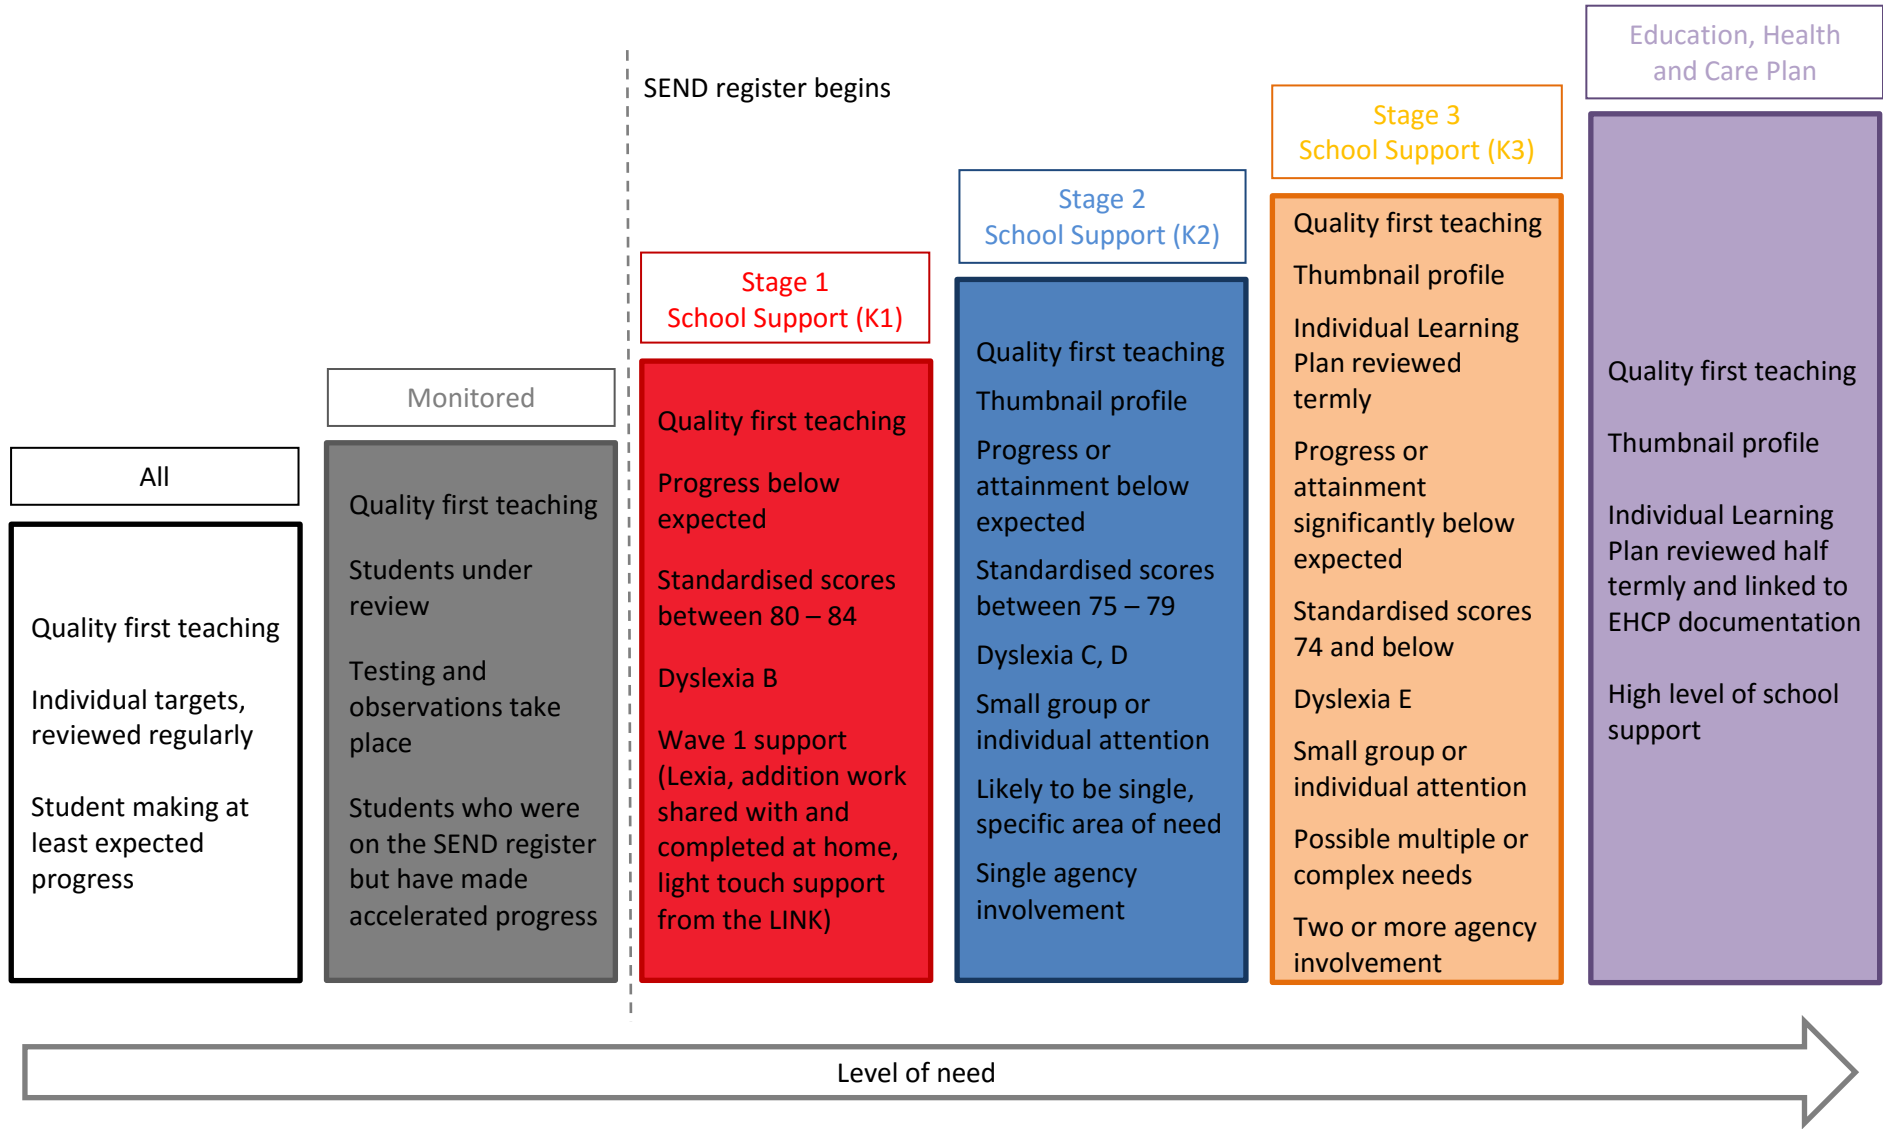 All
Quality first teaching
Individual targets,
reviewed regularly
Student making at
least expected
progress
Monitored
Quality first teaching
Students under
review
Testing and
observations take
place
Students who were
on the SEND register
but have made
accelerated progress
SEND register begins
Stage 1
School Support (K1)
Quality first teaching
Progress below
expected
Standardised scores
between 80 – 84
Dyslexia B
Wave 1 support
(Lexia, addition work
shared with and
completed at home,
light touch support
from the LINK)
Stage 2
School Support (K2)
Quality first teaching
Thumbnail profile
Progress or
attainment below
expected
Standardised scores
between 75 – 79
Dyslexia C, D
Small group or
individual attention
Likely to be single,
specific area of need
Single agency
involvement
Stage 3
School Support (K3)
Quality first teaching
Thumbnail profile
Individual Learning
Plan reviewed
termly
Progress or
attainment
significantly below
expected
Standardised scores
74 and below
Dyslexia E
Small group or
individual attention
Possible multiple or
complex needs
Two or more agency
involvement
Education, Health
and Care Plan
Quality first teaching
Thumbnail profile
Individual Learning
Plan reviewed half
termly and linked to
EHCP documentation
High level of school
support
Level of need